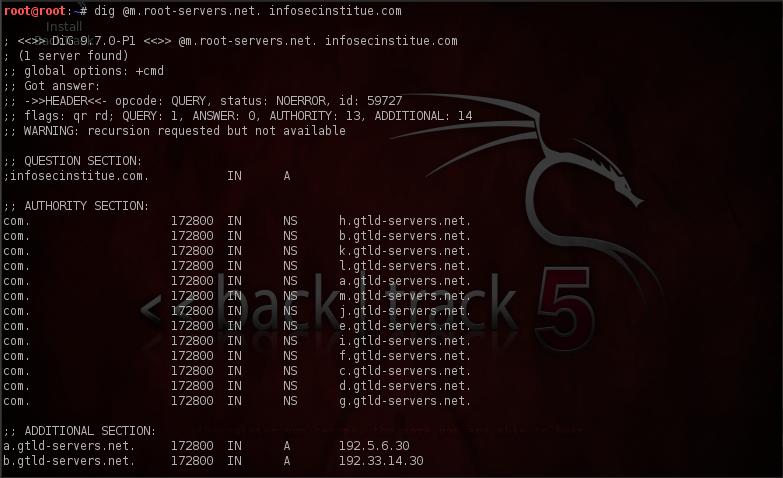 root@root:~# dig @m.root-servers.net. infosecinstitue.com
Install
BackTrack
; <<>> DiG 9.7.0-P1 <<>> @m.root-servers.net. infosecinstitue.com
; (1 server found)
;; global options: +cmd
;; Got answer:
;; ->>HEADER<<- opcode: QUERY, status: NOERROR, id: 59727
;; flags: qr rd; QUERY: 1, ANSWER: 0, AUTHORITY: 13, ADDITIONAL: 14
;; WARNING: recursion requested but not available
;; QUESTION SECTION:
;infosecinstitue.com. IN A
;; AUTHORITY SECTION:
com. 172800 IN NS h.gtld-servers.net.
com. 172800 IN NS b.gtld-servers.net.
com. 172800 IN NS k.gtld-servers.net.
com. 172800 IN NS l.gtld-servers.net.
com. 172800 IN NS a.gtld-servers.net.
com. 172800 IN NS m.gtld-servers.net.
com. 172800 IN NS j.gtld-servers.net.
com. 172800 IN NS e.gtld-servers.net.
com. 172800 IN NS i.gtld-servers.net.
com. 172800 IN NS f.gtld-servers.net.
com. 172800 IN NS c.gtld-servers.net.
com. 172800 IN NS d.gtld-servers.net.
com. 172800 IN NS g.gtld-servers.net.
<< back | track 5
;; ADDITIONAL SECTION:
a.gtld-servers.net. 172800 IN A 192.5.6.30
b.gtld-servers.net. 172800 IN A 192.33.14.30